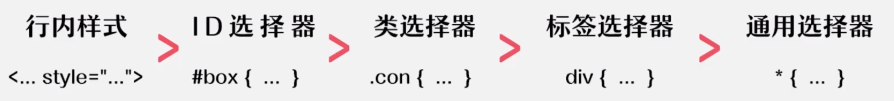 行内样式 > ID选择器 > 类选择器 > 标签选择器 > 通用选择器
<... style="..."> #box { ... } .con { ... } div { ... } * { ... }